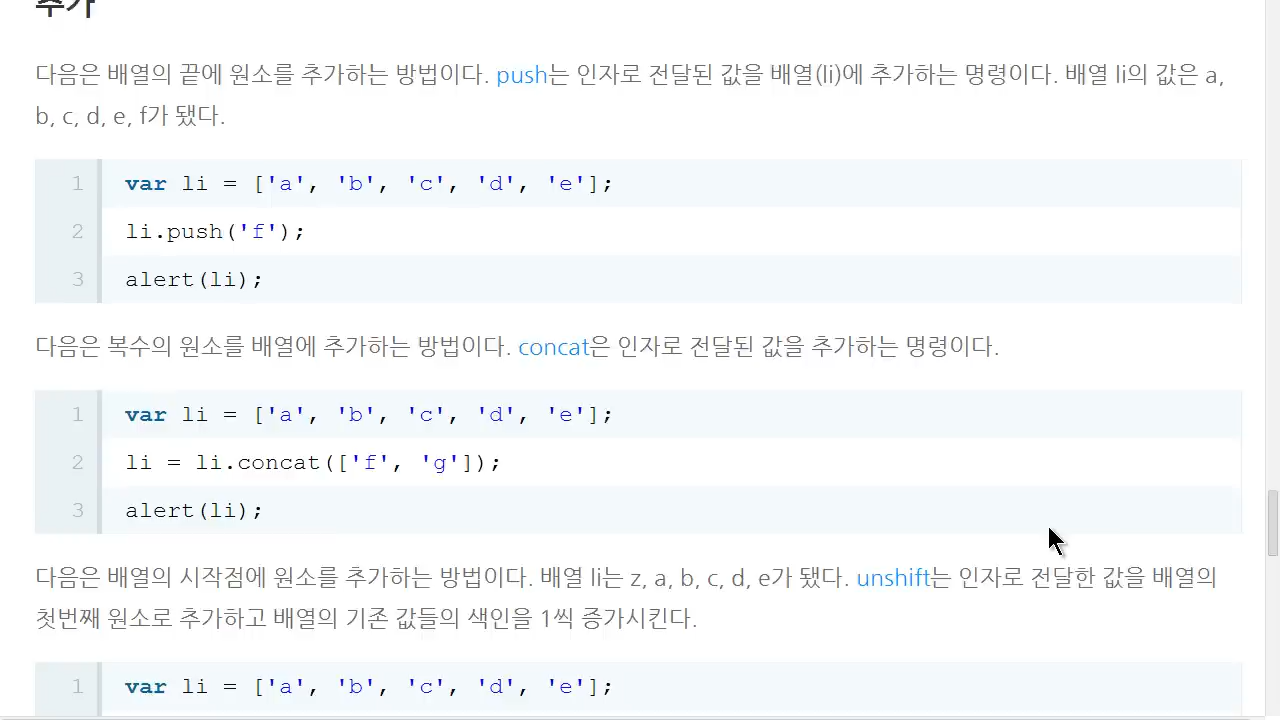 추가
다음은 배열의 끝에 원소를 추가하는 방법이다. push는 인자로 전달된 값을 배열(li)에 추가하는 명령이다. 배열 li의 값은 a,
b, c, d, e, f가 됐다.
1 var li = ['a', 'b', 'c', 'd', 'e'];
2 li.push('f');
3 alert(li);
다음은 복수의 원소를 배열에 추가하는 방법이다. concat은 인자로 전달된 값을 추가하는 명령이다.
1 var li = ['a', 'b', 'c', 'd', 'e'];
2 li = li.concat(['f', 'g']);
3 alert(li);
다음은 배열의 시작점에 원소를 추가하는 방법이다. 배열 li는 z, a, b, c, d, e가 됐다. unshift는 인자로 전달한 값을 배열의
첫번째 원소로 추가하고 배열의 기존 값들의 색인을 1씩 증가시킨다.
1 var li = ['a', 'b', 'c', 'd', 'e'];